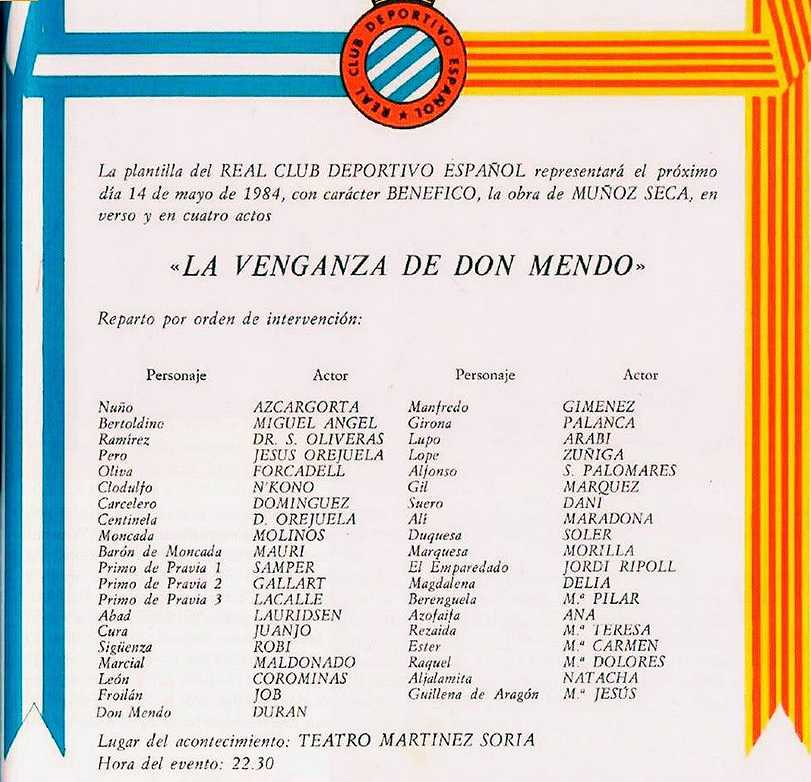 REAL CLUB DEPORTIVO ESPAÑOL
La plantilla del REAL CLUB DEPORTIVO ESPAÑOL representará el próximo
día 14 de mayo de 1984, con carácter BENEFICO, la obra de MUÑOZ SECA, en
verso y en cuatro actos
«LA VENGANZA DE DON MENDO»
Reparto por orden de intervención:
Personaje Actor Personaje Actor
Nuño AZCARGORTA Manfredo GIMENEZ
Bertoldino MIGUEL ANGEL Girona PALANCA
Ramírez DR. S. OLIVERAS Lupo ARABI
Pero JESUS OREJUELA Lope ZUÑIGA
Oliva FORCADELL Alfonso S. PALOMARES
Clodulfo N'KONO Gil MARQUEZ
Carcelero DOMINGUEZ Suero DANI
Centinela D. OREJUELA Alí MARADONA
Moncada MOLINOS Duquesa SOLER
Barón de Moncada MAURI Marquesa MORILLA
Primo de Pravia 1 SAMPER El Emparedado JORDI RIPOLL
Primo de Pravia 2 GALLART Magdalena DELIA
Primo de Pravia 3 LACALLE Berenguela M.ª PILAR
Abad LAURIDSEN Azofaifa ANA
Cura JUANJO Rezaida M.ª TERESA
Sigüenza ROBI Ester M.ª CARMEN
Marcial MALDONADO Raquel M.ª DOLORES
León COROMINAS Aljalamita NATACHA
Froilán JOB Guillena de Aragón M.ª JESÚS
Don Mendo DURAN
Lugar del acontecimiento: TEATRO MARTINEZ SORIA
Hora del evento: 22.30